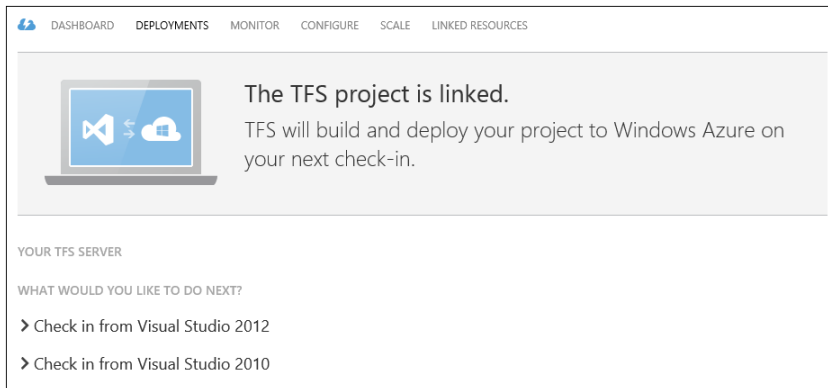 DASHBOARD DEPLOYMENTS MONITOR CONFIGURE SCALE LINKED RESOURCES
The TFS project is linked.
TFS will build and deploy your project to Windows Azure on
your next check-in.
YOUR TFS SERVER
WHAT WOULD YOU LIKE TO DO NEXT?
Check in from Visual Studio 2012
Check in from Visual Studio 2010